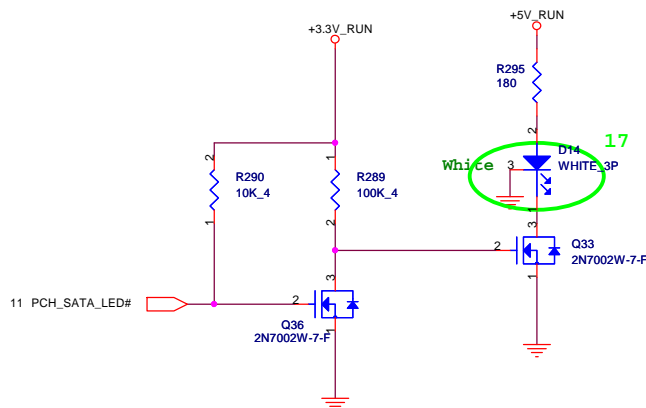 +5V_RUN
+3.3V_RUN
R295
180
2
17
D14
White 3
WHITE_3P
2
1
R290
10K_4
R289
100K_4
1
2
1
3
2
Q33
2N7002W-7-F
3
1
11 PCH_SATA_LED#
2
Q36
2N7002W-7-F
1